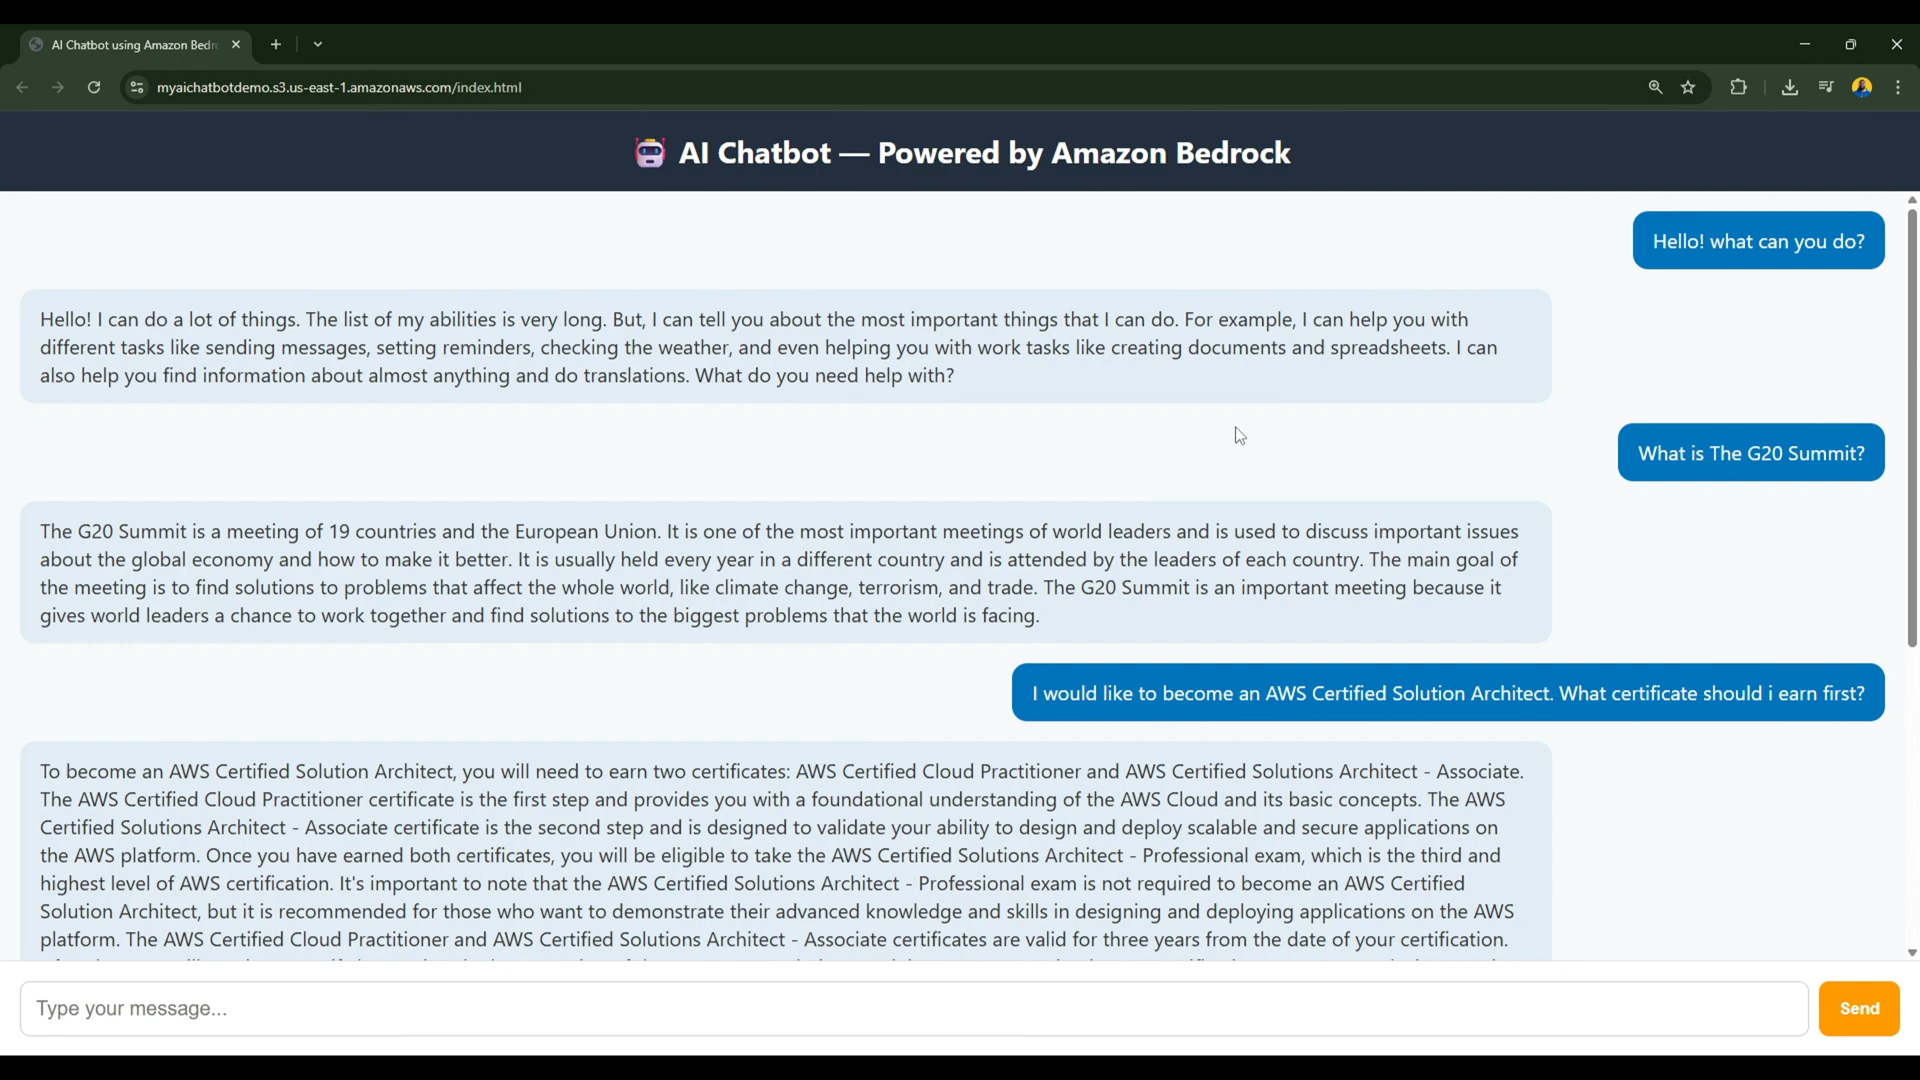 AI Chatbot using Amazon Bedr
myaichatbotdemo.s3.us-east-1.amazonaws.com/index.html
AI Chatbot — Powered by Amazon Bedrock
Hello! what can you do?
Hello! I can do a lot of things. The list of my abilities is very long. But, I can tell you about the most important things that I can do. For example, I can help you with
different tasks like sending messages, setting reminders, checking the weather, and even helping you with work tasks like creating documents and spreadsheets. I can
also help you find information about almost anything and do translations. What do you need help with?
What is The G20 Summit?
The G20 Summit is a meeting of 19 countries and the European Union. It is one of the most important meetings of world leaders and is used to discuss important issues
about the global economy and how to make it better. It is usually held every year in a different country and is attended by the leaders of each country. The main goal of
the meeting is to find solutions to problems that affect the whole world, like climate change, terrorism, and trade. The G20 Summit is an important meeting because it
gives world leaders a chance to work together and find solutions to the biggest problems that the world is facing.
I would like to become an AWS Certified Solution Architect. What certificate should i earn first?
To become an AWS Certified Solution Architect, you will need to earn two certificates: AWS Certified Cloud Practitioner and AWS Certified Solutions Architect - Associate.
The AWS Certified Cloud Practitioner certificate is the first step and provides you with a foundational understanding of the AWS Cloud and its basic concepts. The AWS
Certified Solutions Architect - Associate certificate is the second step and is designed to validate your ability to design and deploy scalable and secure applications on
the AWS platform. Once you have earned both certificates, you will be eligible to take the AWS Certified Solutions Architect - Professional exam, which is the third and
highest level of AWS certification. It's important to note that the AWS Certified Solutions Architect - Professional exam is not required to become an AWS Certified
Solution Architect, but it is recommended for those who want to demonstrate their advanced knowledge and skills in designing and deploying applications on the AWS
platform. The AWS Certified Cloud Practitioner and AWS Certified Solutions Architect - Associate certificates are valid for three years from the date of your certification.
Type your message...
Send